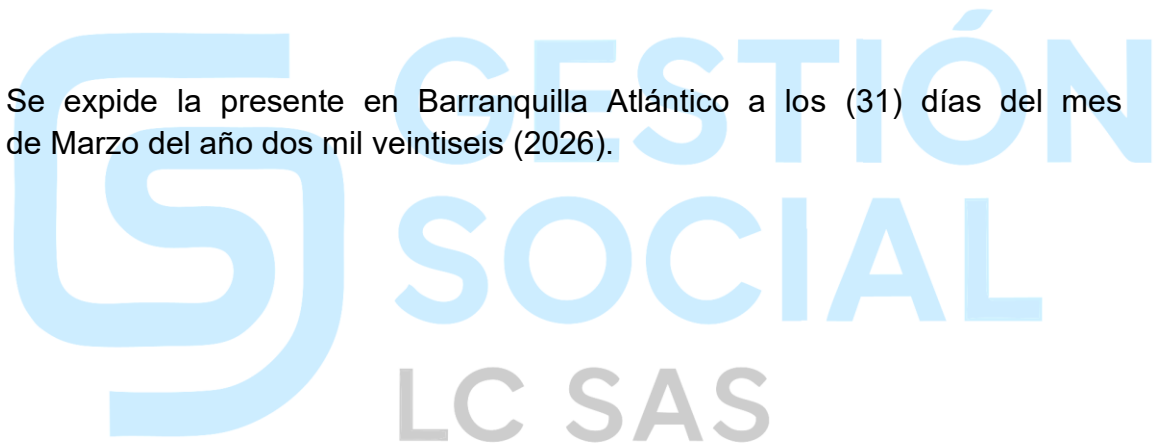 GESTIÓN
Se expide la presente en Barranquilla Atlántico a los (31) días del mes
de Marzo del año dos mil veintiseis (2026).
SOCIAL
LC SAS